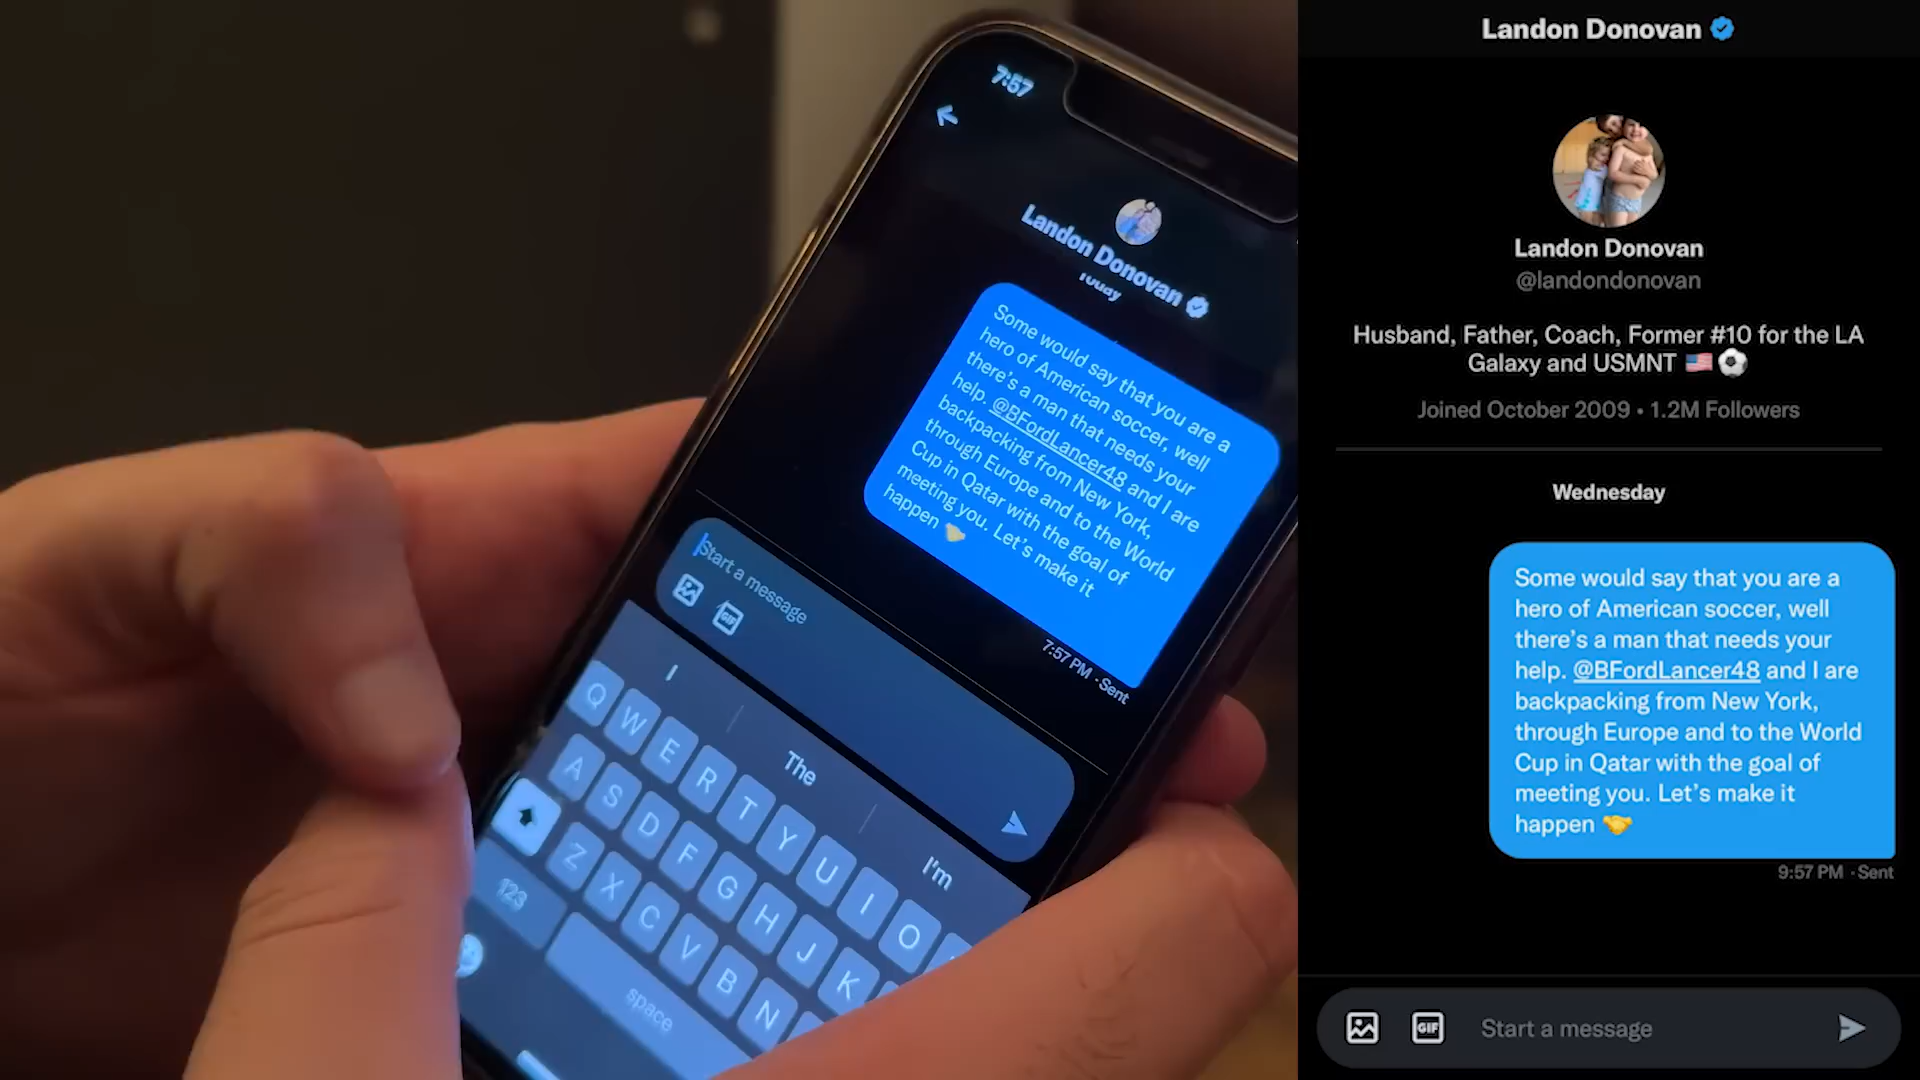 7:57
Landon Donovan
Today
Some would say that you are a
hero of American soccer, well
there's a man that needs your
help. @BFordLancer48 and I are
backpacking from New York,
through Europe and to the World
Cup in Qatar with the goal of
meeting you. Let's make it
happen 🤝
7:57 PM · Sent
Start a message
GIF
I
The
I'm
Q W E R T Y U I O
A S D F G H J K
Z X C V B N
123
space
Landon Donovan
Landon Donovan
@landondonovan
Husband, Father, Coach, Former #10 for the LA
Galaxy and USMNT 🇺🇸⚽
Joined October 2009 • 1.2M Followers
Wednesday
Some would say that you are a
hero of American soccer, well
there's a man that needs your
help. @BFordLancer48 and I are
backpacking from New York,
through Europe and to the World
Cup in Qatar with the goal of
meeting you. Let's make it
happen 🤝
9:57 PM · Sent
GIF
Start a message